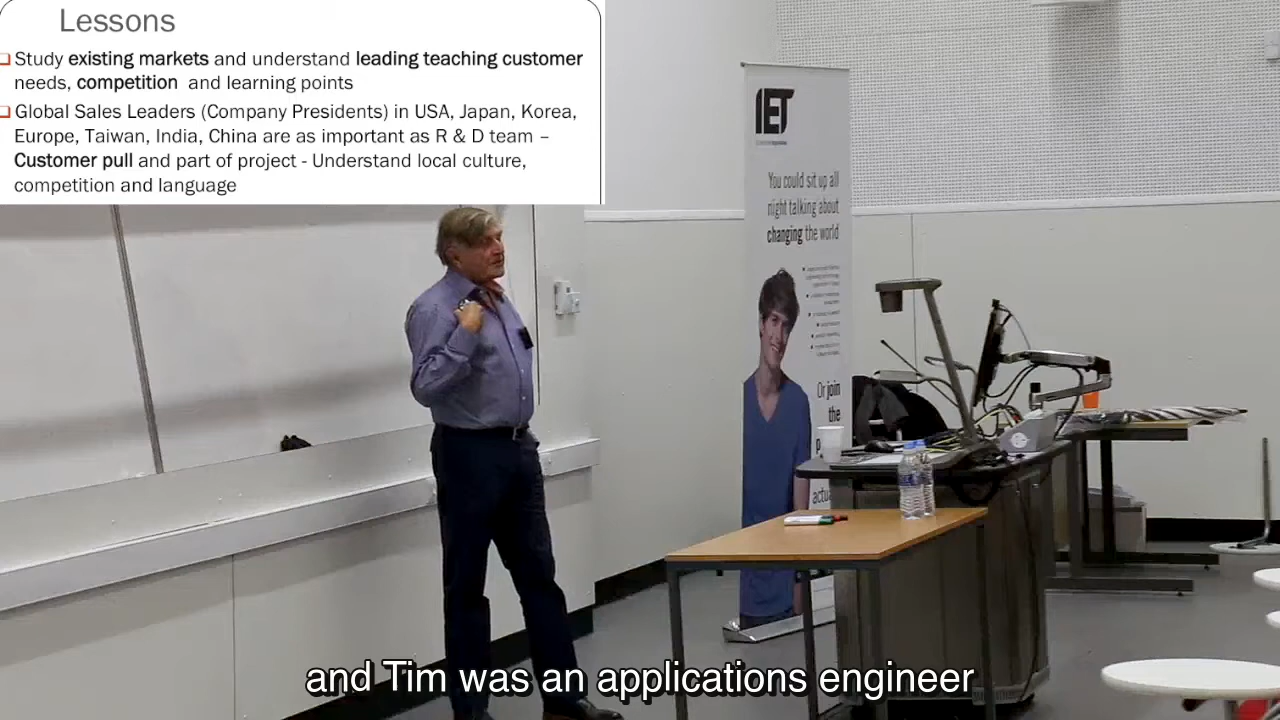 Lessons
Study existing markets and understand leading teaching customer
needs, competition and learning points
Global Sales Leaders (Company Presidents) in USA, Japan, Korea,
Europe, Taiwan, India, China are as important as R & D team –
Customer pull and part of project - Understand local culture,
competition and language
IET
You could sit up all
night talking about
changing the world
Or join
the
and Tim was an applications engineer